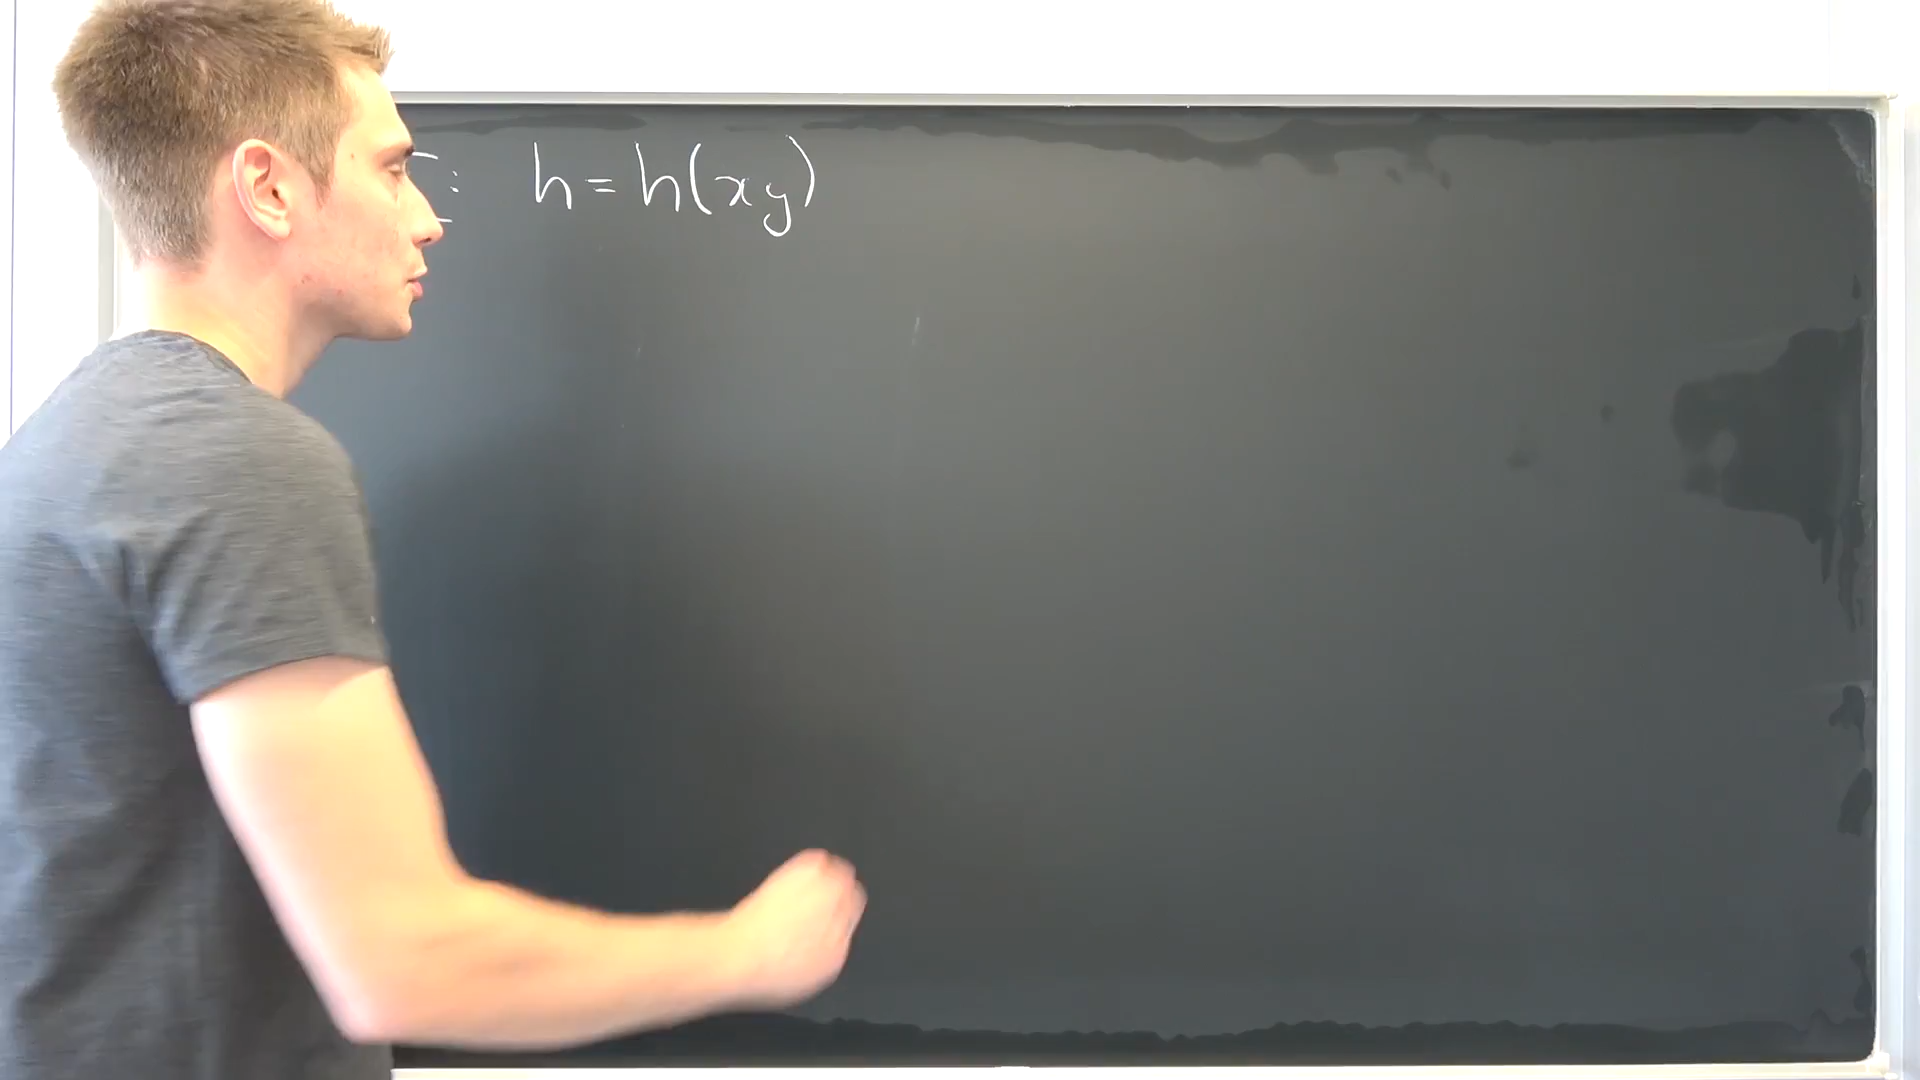 : h = h(xy)